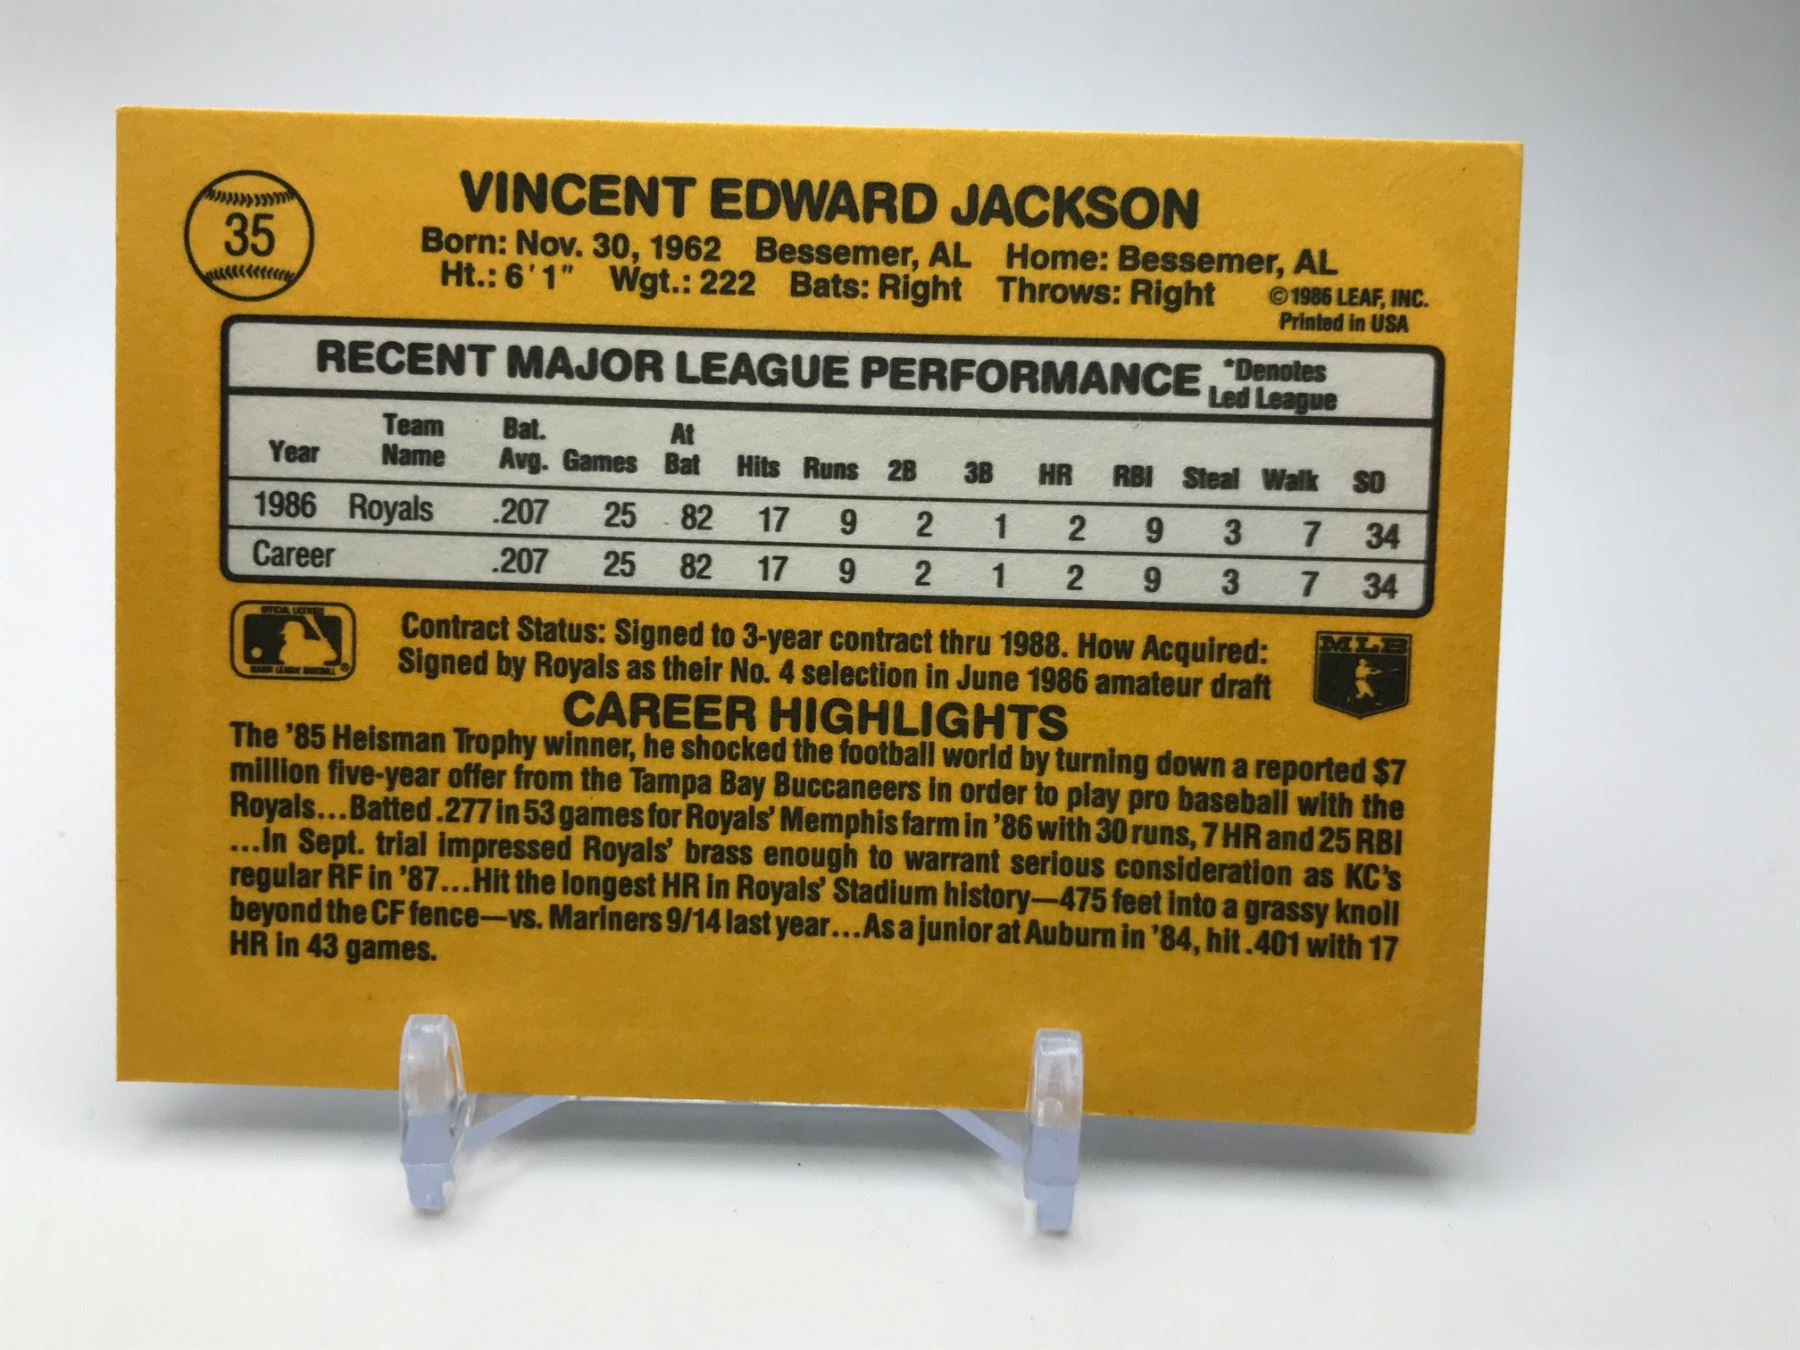 35
VINCENT EDWARD JACKSON
Born: Nov. 30, 1962 Bessemer, AL Home: Bessemer, AL
Ht.: 6'1" Wgt.: 222 Bats: Right Throws: Right
©1986 LEAF, INC.
Printed in USA
RECENT MAJOR LEAGUE PERFORMANCE *Denotes
Led League
Year Team Name Bat. Avg. Games At Bat Hits Runs 2B 3B HR RBI Steal Walk SO
1986 Royals .207 25 82 17 9 2 1 2 9 3 7 34
Career .207 25 82 17 9 2 1 2 9 3 7 34
OFFICIAL LICENSEE
MAJOR LEAGUE BASEBALL ®
Contract Status: Signed to 3-year contract thru 1988. How Acquired:
Signed by Royals as their No. 4 selection in June 1986 amateur draft
MLB
CAREER HIGHLIGHTS
The '85 Heisman Trophy winner, he shocked the football world by turning down a reported $7
million five-year offer from the Tampa Bay Buccaneers in order to play pro baseball with the
Royals...Batted .277 in 53 games for Royals' Memphis farm in '86 with 30 runs, 7 HR and 25 RBI
...In Sept. trial impressed Royals' brass enough to warrant serious consideration as KC's
regular RF in '87...Hit the longest HR in Royals' Stadium history—475 feet into a grassy knoll
beyond the CF fence—vs. Mariners 9/14 last year...As a junior at Auburn in '84, hit .401 with 17
HR in 43 games.